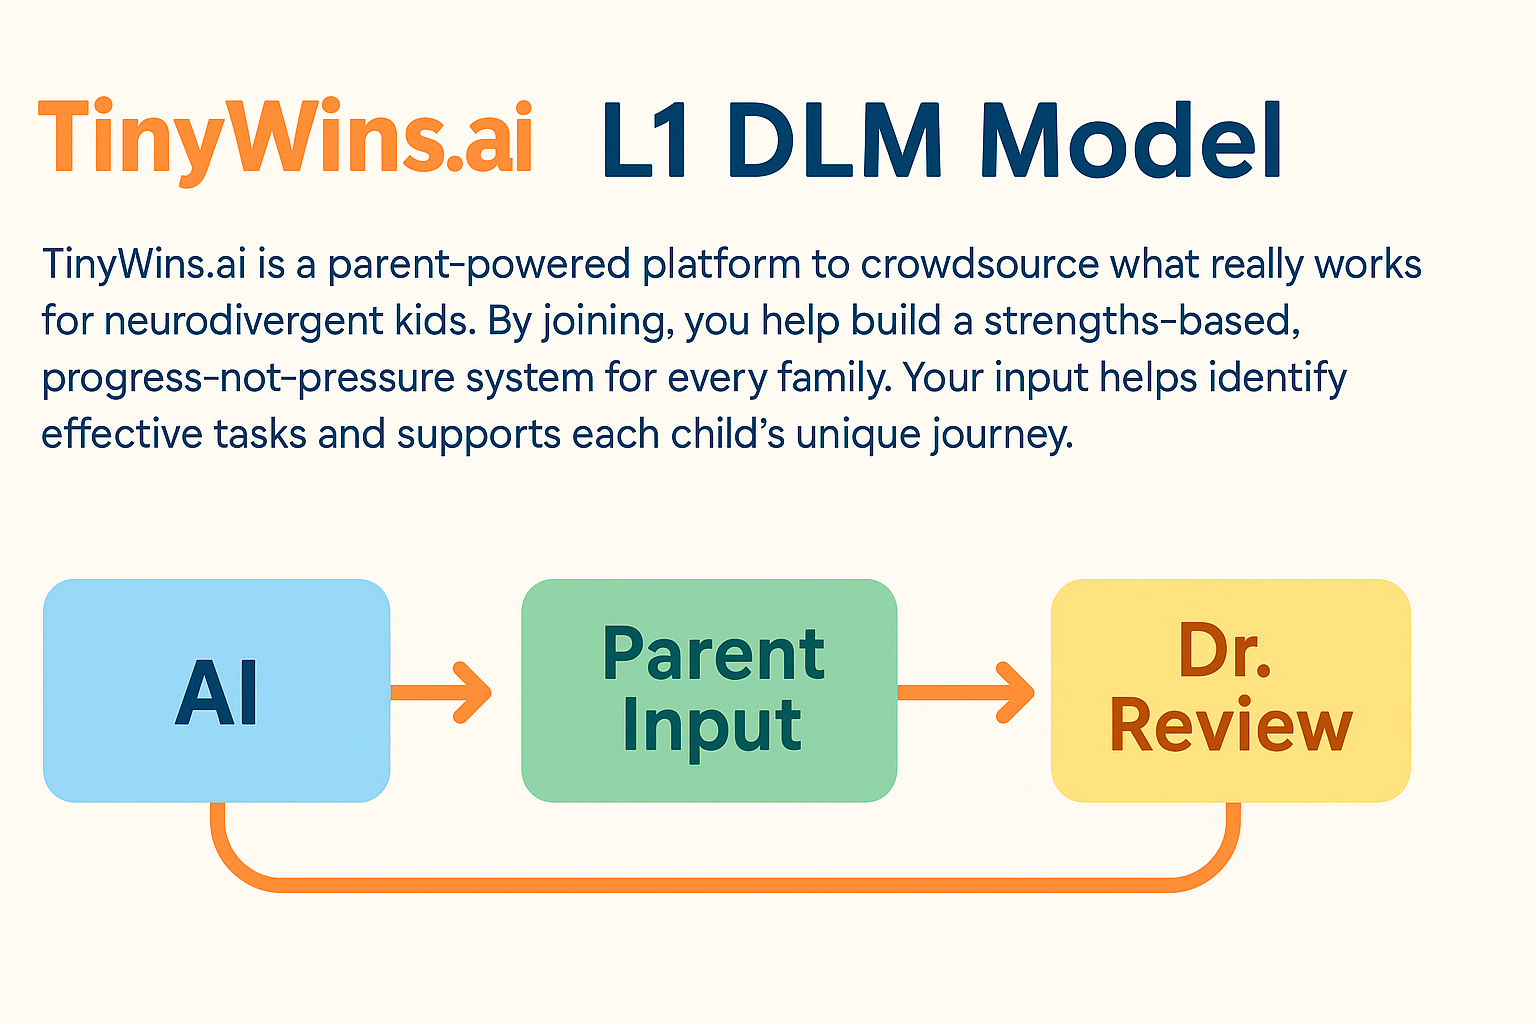 TinyWins.ai L1 DLM Model
TinyWins.ai is a parent-powered platform to crowdsource what really works
for neurodivergent kids. By joining, you help build a strengths-based,
progress-not-pressure system for every family. Your input helps identify
effective tasks and supports each child’s unique journey.
AI
Parent
Input
Dr.
Review